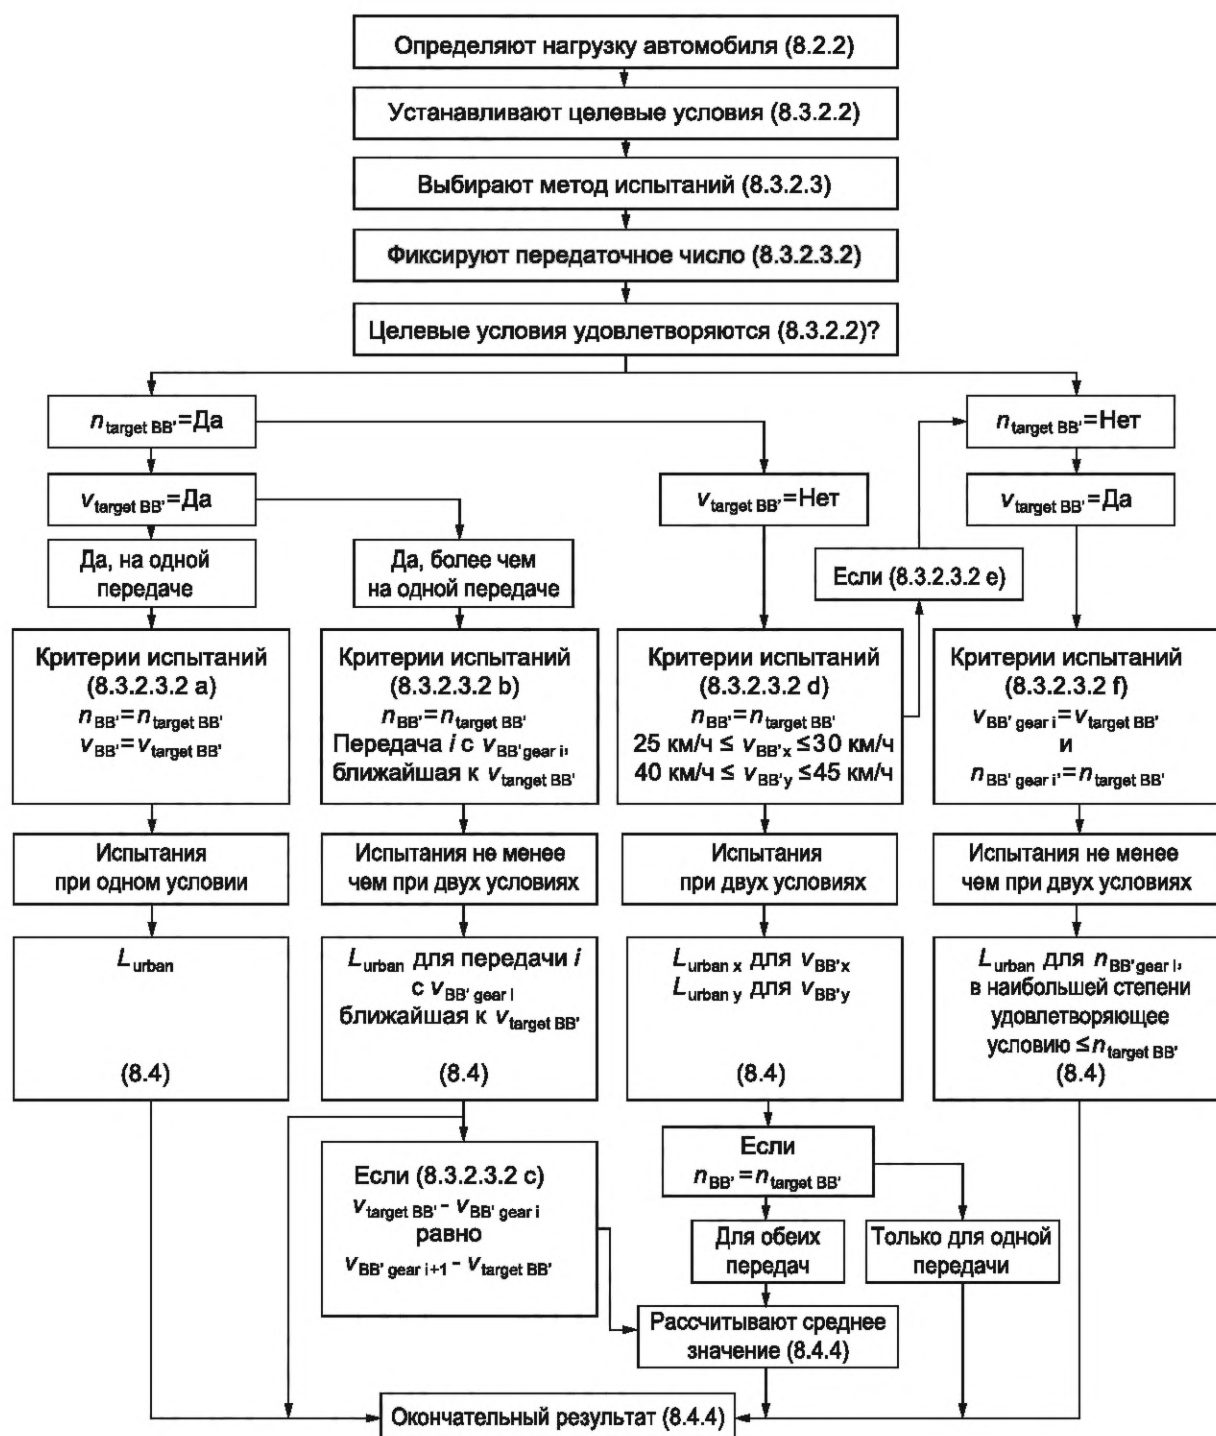 Определяют нагрузку автомобиля (8.2.2)
Устанавливают целевые условия (8.3.2.2)
Выбирают метод испытаний (8.3.2.3)
Фиксируют передаточное число (8.3.2.3.2)
Целевые условия удовлетворяются (8.3.2.2)?
n target BB' =Да
n target BB' =Нет
v target BB' =Да
v target BB' =Нет
v target BB' =Да
Да, на одной
передаче
Да, более чем
на одной передаче
Если (8.3.2.3.2 e)
Критерии испытаний
(8.3.2.3.2 a)
n BB' = n target BB'
v BB' = v target BB'
Критерии испытаний
(8.3.2.3.2 b)
n BB' = n target BB'
Передача i с v BB' gear i,
ближайшая к v tanget BB'
Критерии испытаний
(8.3.2.3.2 d)
n BB' = n target BB'
25 км/ч ≤ v BB'x ≤30 км/ч
40 км/ч ≤ v BB'y ≤45 км/ч
Критерии испытаний
(8.3.2.3.2 f)
v BB' gear i = v target BB'
и
n BB' gear i' = n target BB'
Испытания
при одном условии
Испытания не менее
чем при двух условиях
Испытания
при двух условиях
Испытания не менее
чем при двух условиях
L urban
(8.4)
L urban для передачи i
с v BB' gear i
ближайшая к v target BB'
(8.4)
L urban x для v BB'x
L urban y для v BB'y
(8.4)
L urban для n BB' gear i,
в наибольшей степени
удовлетворяющее
условию ≤ n target BB'
(8.4)
Если (8.3.2.3.2 c)
v target BB' - v BB' gear i
равно
v BB' gear i+1 - v target BB'
Если
n BB' = n target BB'
Для обеих
передач
Только для одной
передачи
Рассчитывают среднее
значение (8.4.4)
Окончательный результат (8.4.4)